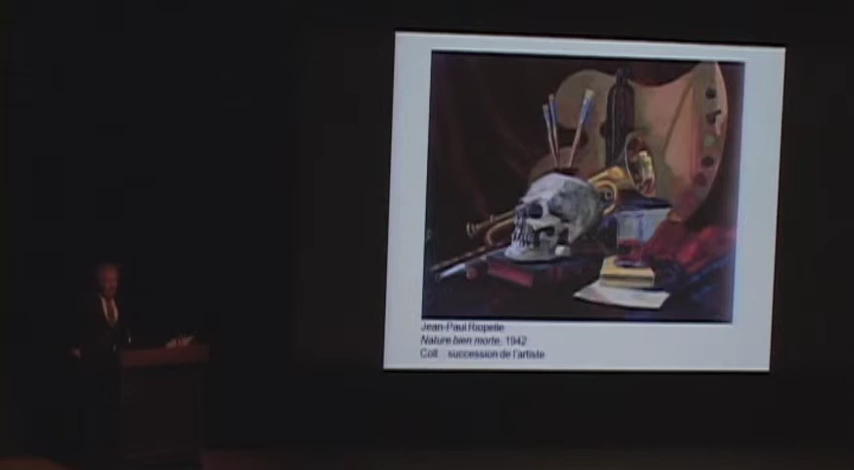 Jean-Paul Riopelle
Nature bien morte, 1942
Coll. : succession de l'artiste